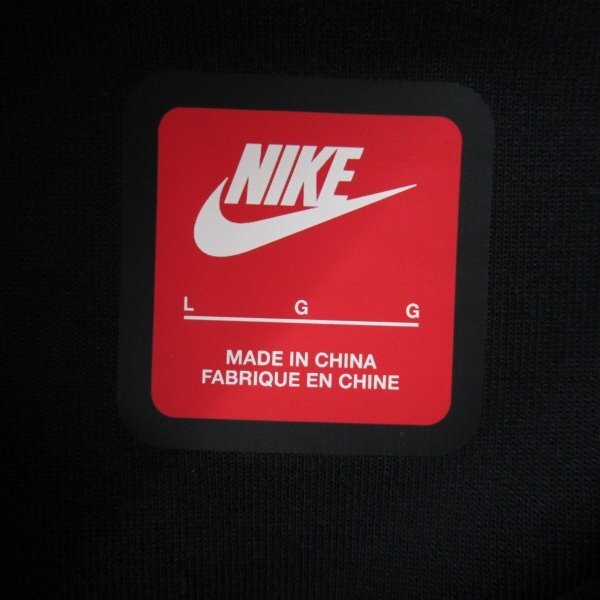 NIKE
L G G
MADE IN CHINA
FABRIQUE EN CHINE